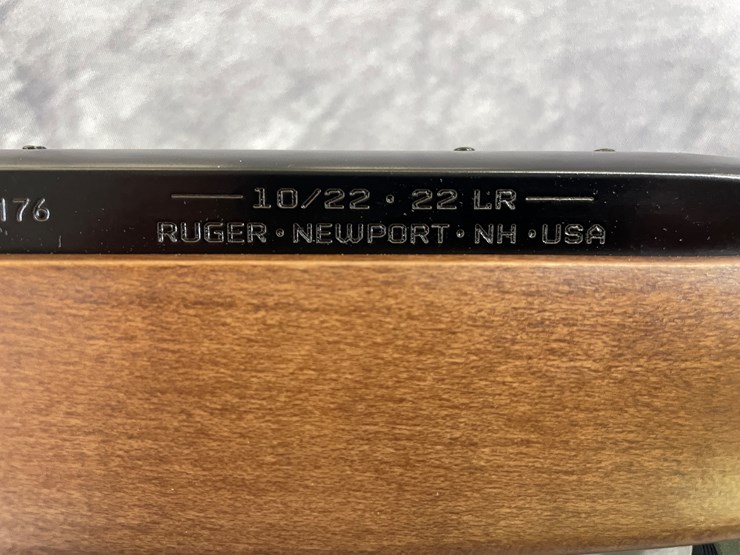 176
10/22 · 22 LR
RUGER · NEWPORT · NH · USA